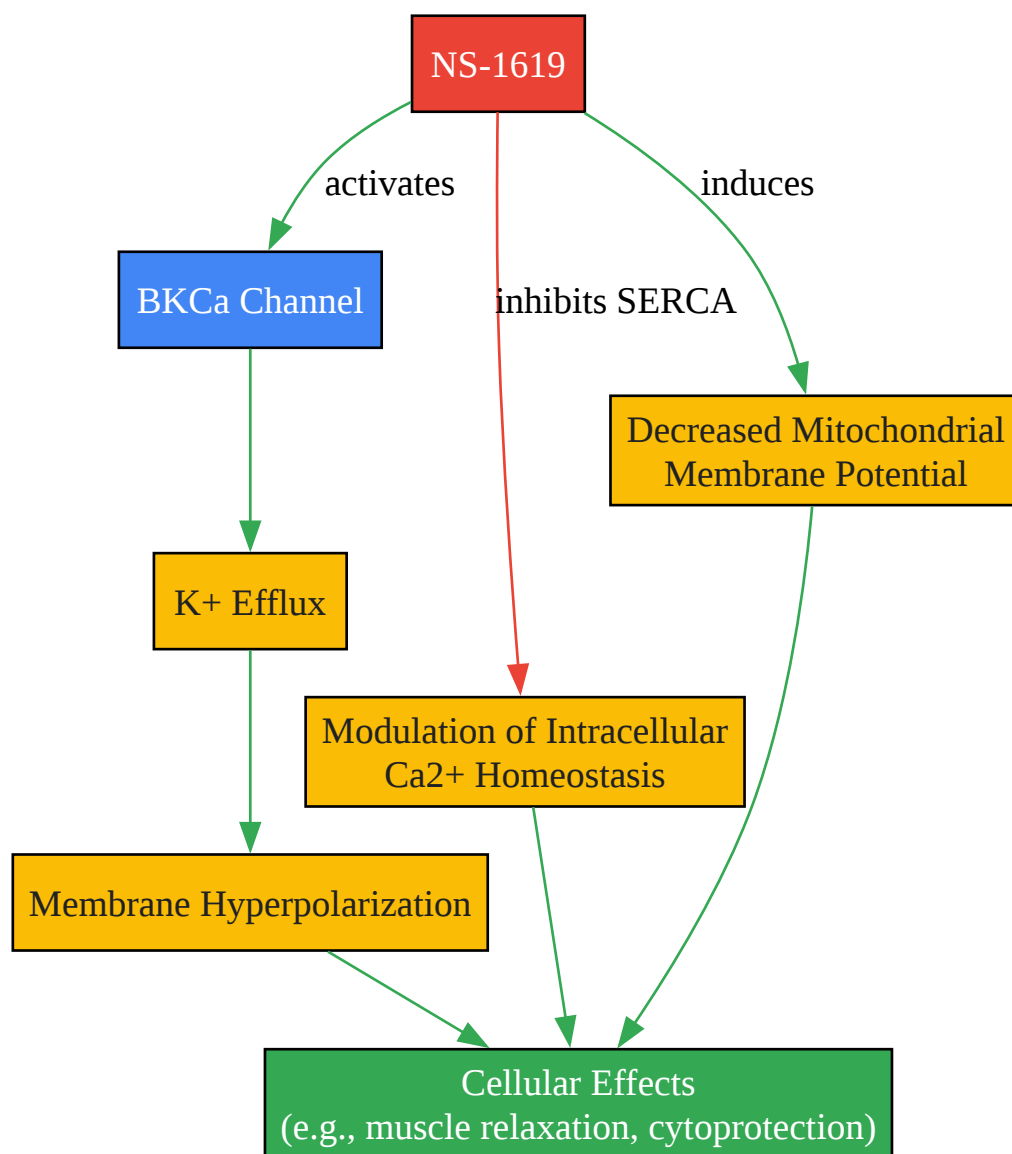 NS-1619
activates
induces
BKCa Channel
inhibits SERCA
Decreased Mitochondrial
Membrane Potential
K+ Efflux
Modulation of Intracellular
Ca2+ Homeostasis
Membrane Hyperpolarization
Cellular Effects
(e.g., muscle relaxation, cytoprotection)